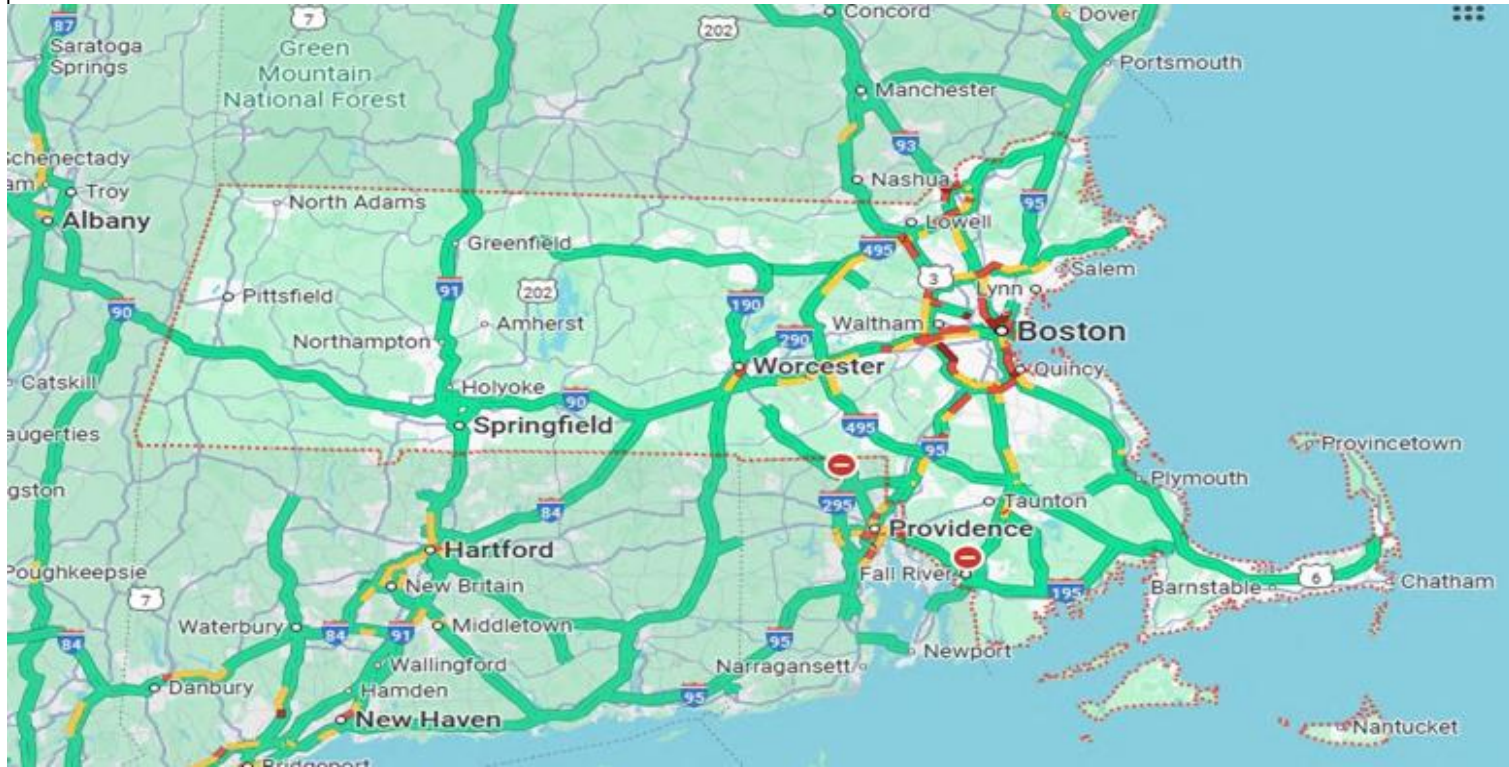 87
7
202
Concord
Dover
Saratoga
Springs
Green
Mountain
National Forest
Portsmouth
Manchester
93
Schenectady
am
Troy
Nashua
North Adams
95
Albany
Lowell
Greenfield
495
3
Salem
Pittsfield
91
202
Lynn
90
190
Amherst
Waltham
Boston
Northampton
290
Worcester
Quincy
Catskill
Holyoke
90
Springfield
augerties
495
95
Provincetown
gston
295
Plymouth
Taunton
84
Providence
Hartford
Poughkeepsie
Fall River
New Britain
7
195
Barnstable
6
Chatham
Waterbury
84
91
Middletown
84
95
Newport
Wallingford
Narragansett
Danbury
Hamden
95
New Haven
Nantucket
Bridgeport